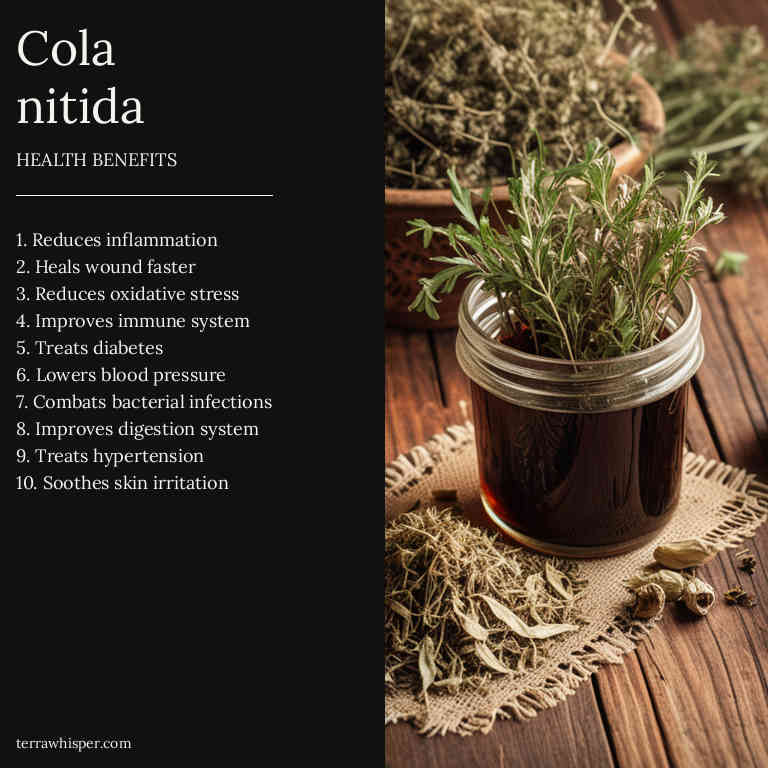 Cola
nitida
HEALTH BENEFITS
1. Reduces inflammation
2. Heals wound faster
3. Reduces oxidative stress
4. Improves immune system
5. Treats diabetes
6. Lowers blood pressure
7. Combats bacterial infections
8. Improves digestion system
9. Treats hypertension
10. Soothes skin irritation
terrawhisper.com